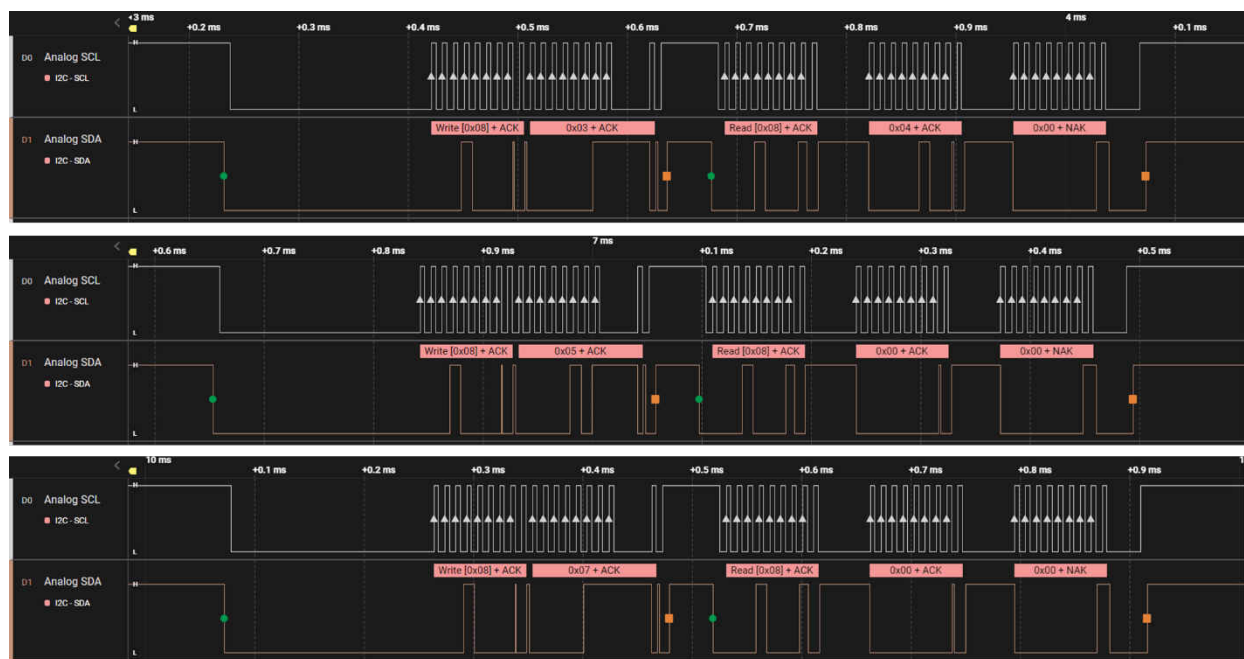 +3 ms 4 ms
+0.2 ms +0.3 ms +0.4 ms +0.5 ms +0.6 ms +0.7 ms +0.8 ms +0.9 ms +0.1 ms
D0 Analog SCL H
I2C - SCL
L
Write [0x08] + ACK 0x03 + ACK Read [0x08] + ACK 0x04 + ACK 0x00 + NAK
D1 Analog SDA H
I2C - SDA
L
7 ms
+0.6 ms +0.7 ms +0.8 ms +0.9 ms +0.1 ms +0.2 ms +0.3 ms +0.4 ms +0.5 ms
D0 Analog SCL H
I2C - SCL
L
Write [0x08] + ACK 0x05 + ACK Read [0x08] + ACK 0x00 + ACK 0x00 + NAK
D1 Analog SDA H
I2C - SDA
L
10 ms 1
+0.1 ms +0.2 ms +0.3 ms +0.4 ms +0.5 ms +0.6 ms +0.7 ms +0.8 ms +0.9 ms
D0 Analog SCL H
I2C - SCL
L
Write [0x08] + ACK 0x07 + ACK Read [0x08] + ACK 0x00 + ACK 0x00 + NAK
D1 Analog SDA H
I2C - SDA
L